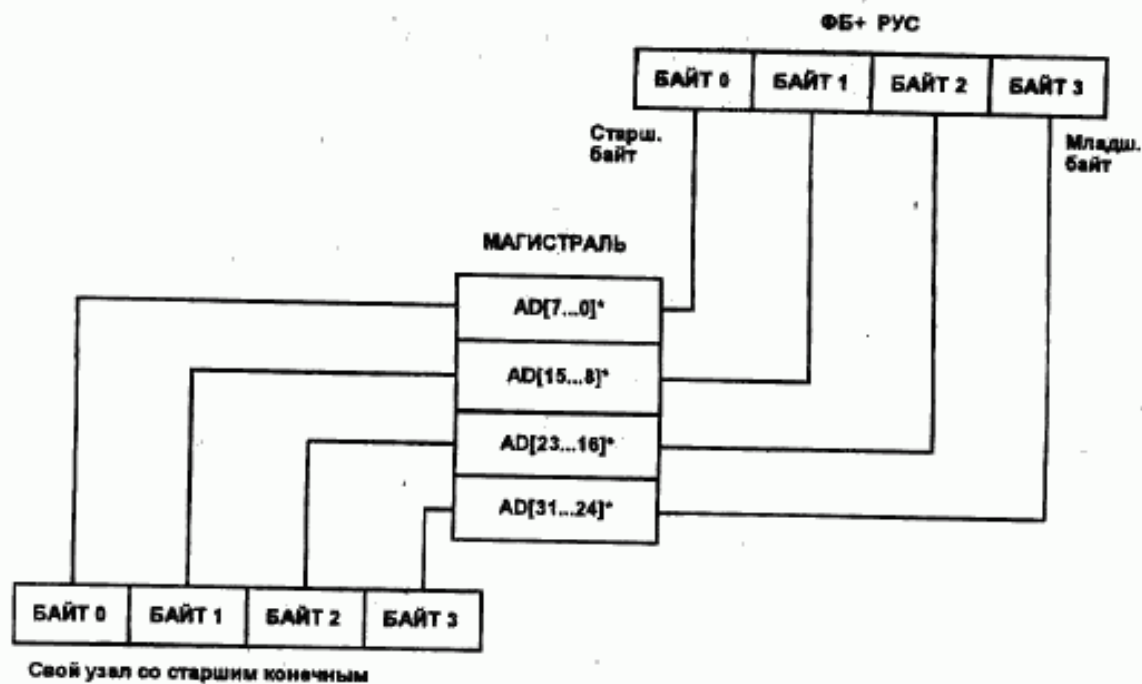 ФБ+ РУС
БАЙТ 0 БАЙТ 1 БАЙТ 2 БАЙТ 3
Старш.
байт
Младш.
байт
МАГИСТРАЛЬ
AD[7...0]*
AD[15...8]*
AD[23...16]*
AD[31...24]*
БАЙТ 0 БАЙТ 1 БАЙТ 2 БАЙТ 3
Свой узел со старшим конечным